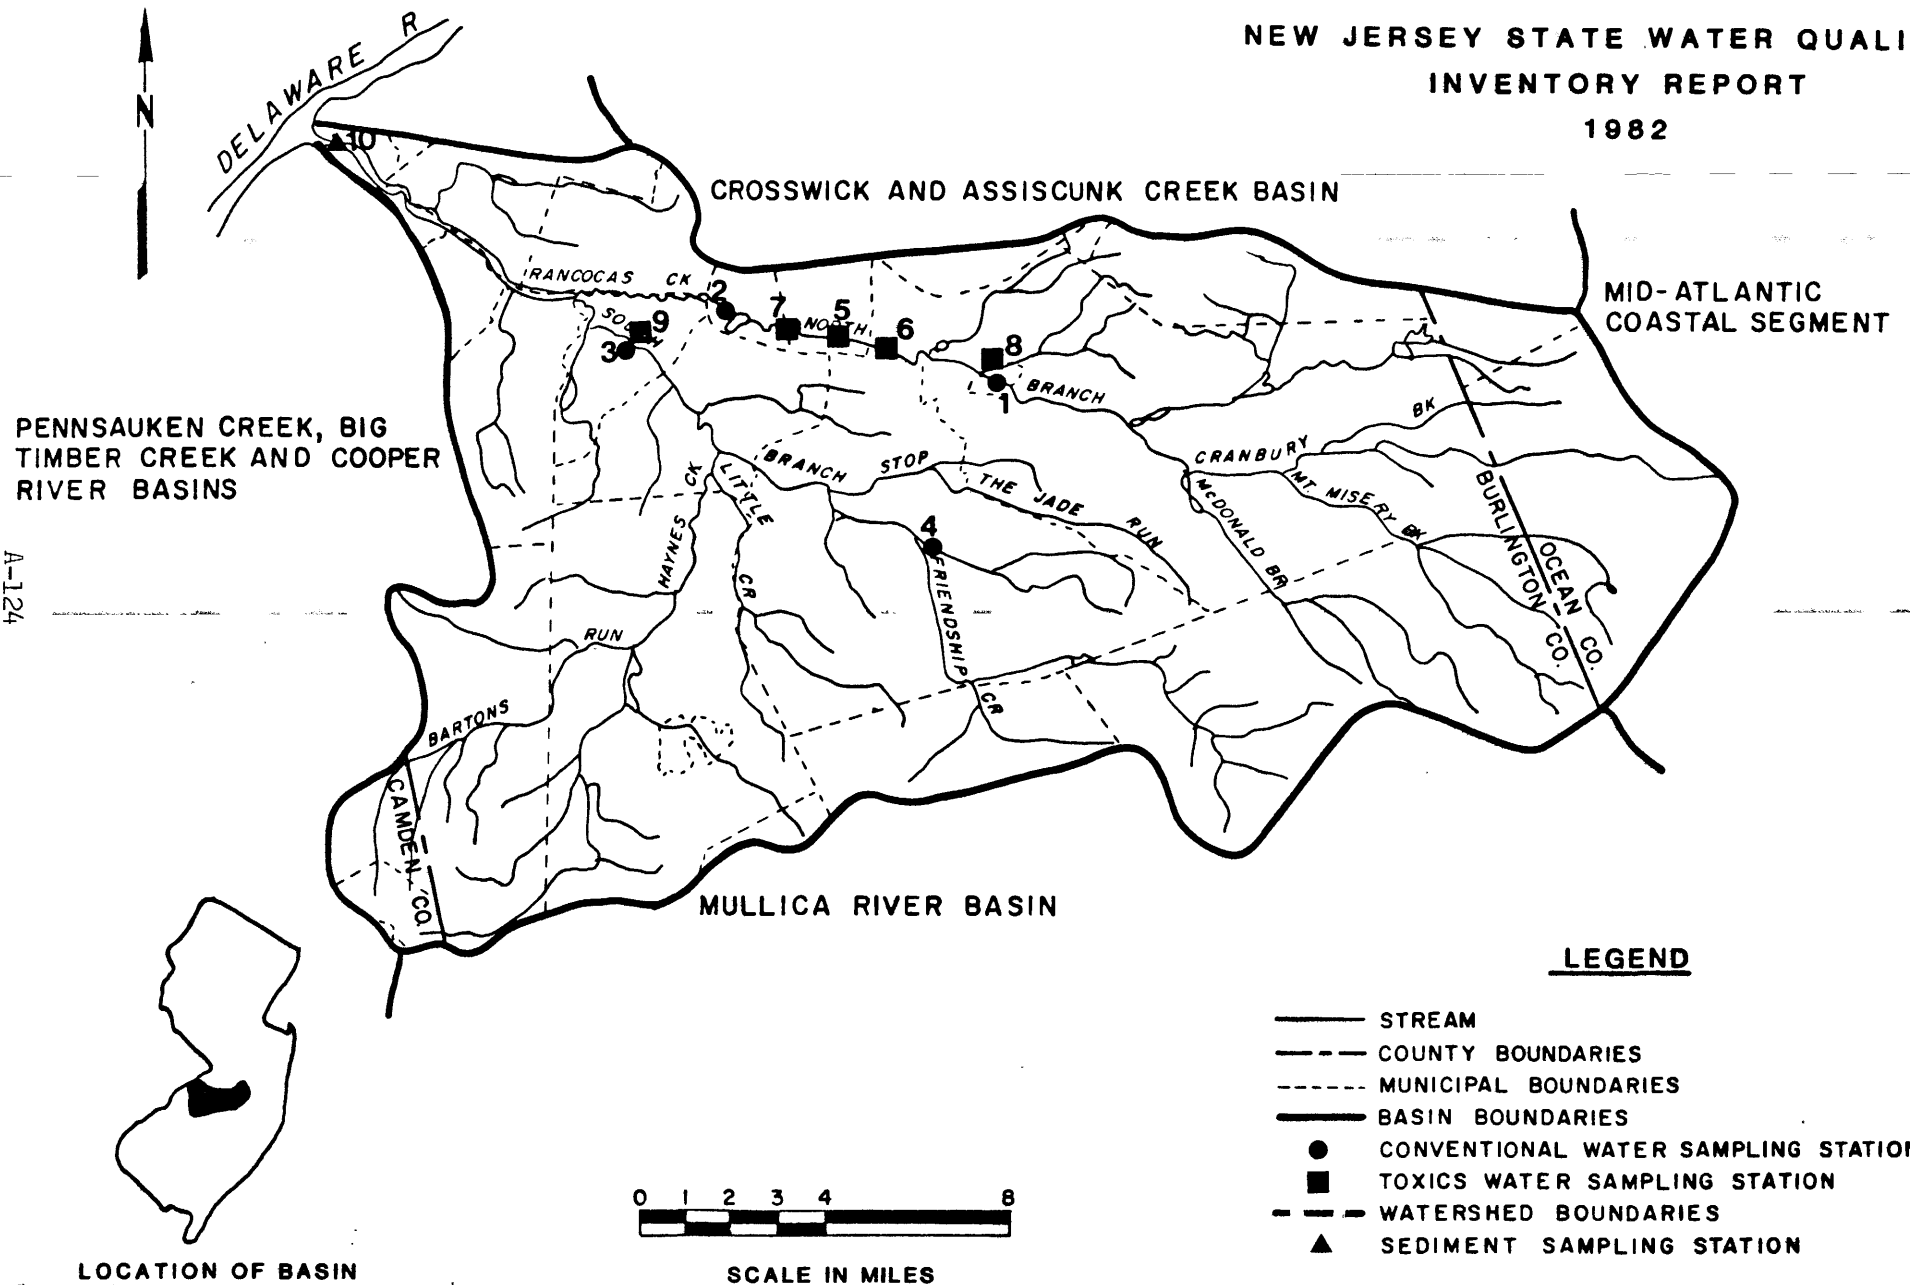 NEW JERSEY STATE WATER QUALI
INVENTORY REPORT
1982
DELAWARE R
N
10
CROSSWICK AND ASSISCUNK CREEK BASIN
MID-ATLANTIC
COASTAL SEGMENT
RANCOCAS CK
2
7
5
6
8
9
3
1
NORTH
BRANCH
PENNSAUKEN CREEK, BIG
TIMBER CREEK AND COOPER
RIVER BASINS
A-124
BRANCH
STOP
THE JADE
RUN
CRANBURY
BK
MT. MISERY BK
McDONALD BR
HAYNES CK
LITTLE
CR
4
FRIENDSHIP
CR
BURLINGTON CO.
OCEAN CO.
RUN
BARTONS
CAMDEN CO.
MULLICA RIVER BASIN
LEGEND
STREAM
COUNTY BOUNDARIES
MUNICIPAL BOUNDARIES
BASIN BOUNDARIES
CONVENTIONAL WATER SAMPLING STATION
TOXICS WATER SAMPLING STATION
WATERSHED BOUNDARIES
SEDIMENT SAMPLING STATION
0 1 2 3 4 8
SCALE IN MILES
LOCATION OF BASIN